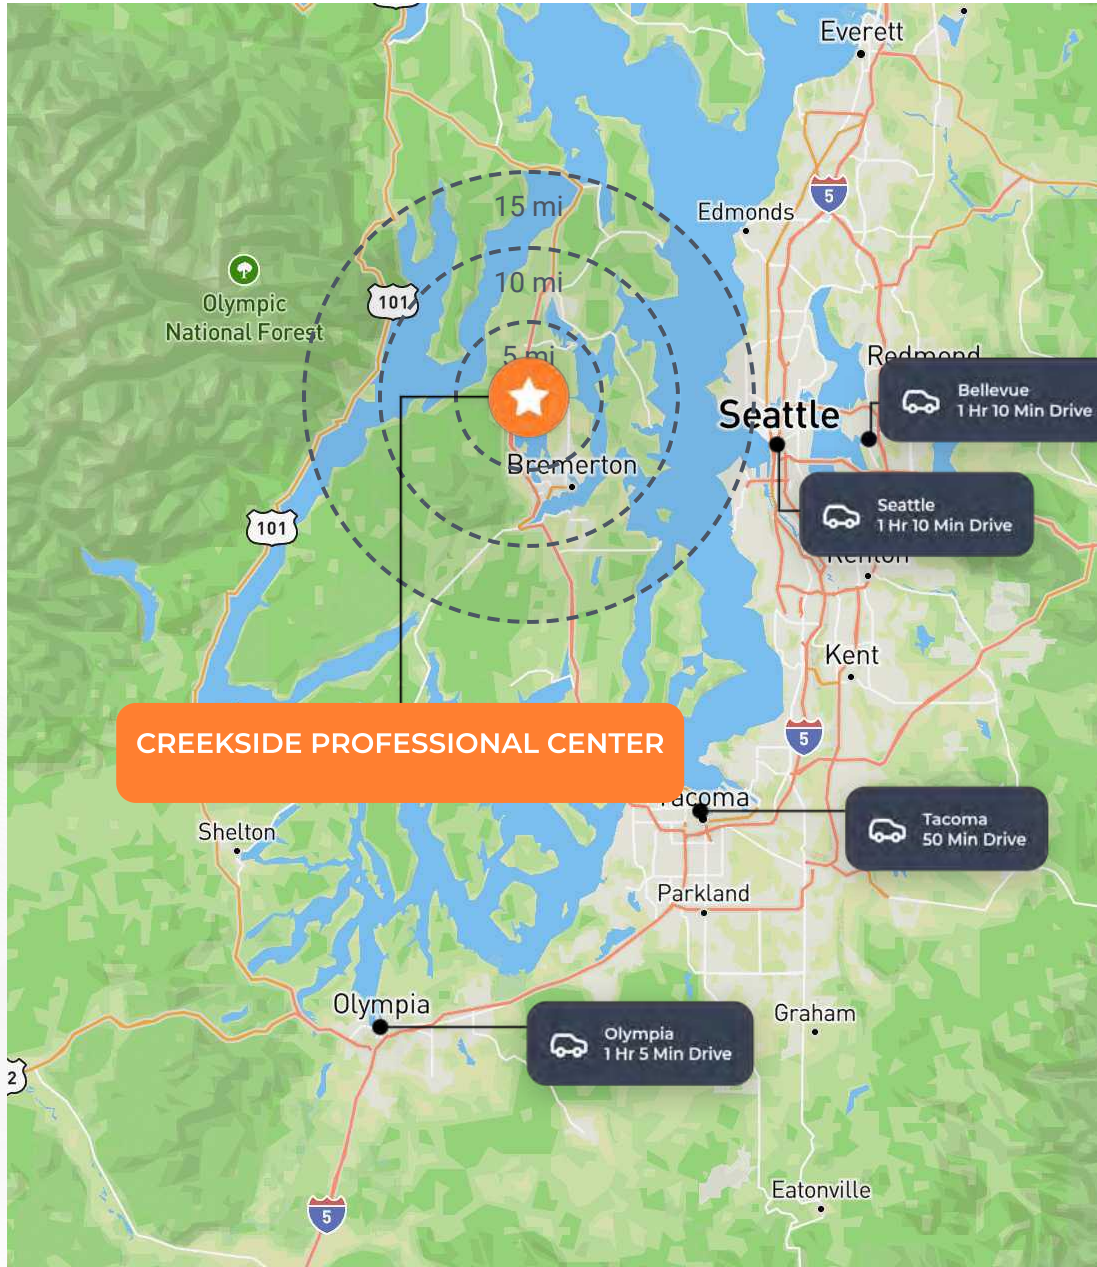 Everett
5
15 mi
Edmonds
10 mi
Olympic
National Forest
101
5 mi
Redmond
Bellevue
1 Hr 10 Min Drive
Seattle
Bremerton
Seattle
1 Hr 10 Min Drive
101
Renton
Kent
CREEKSIDE PROFESSIONAL CENTER
5
Tacoma
Tacoma
50 Min Drive
Shelton
Parkland
Olympia
Graham
Olympia
1 Hr 5 Min Drive
2
Eatonville
5